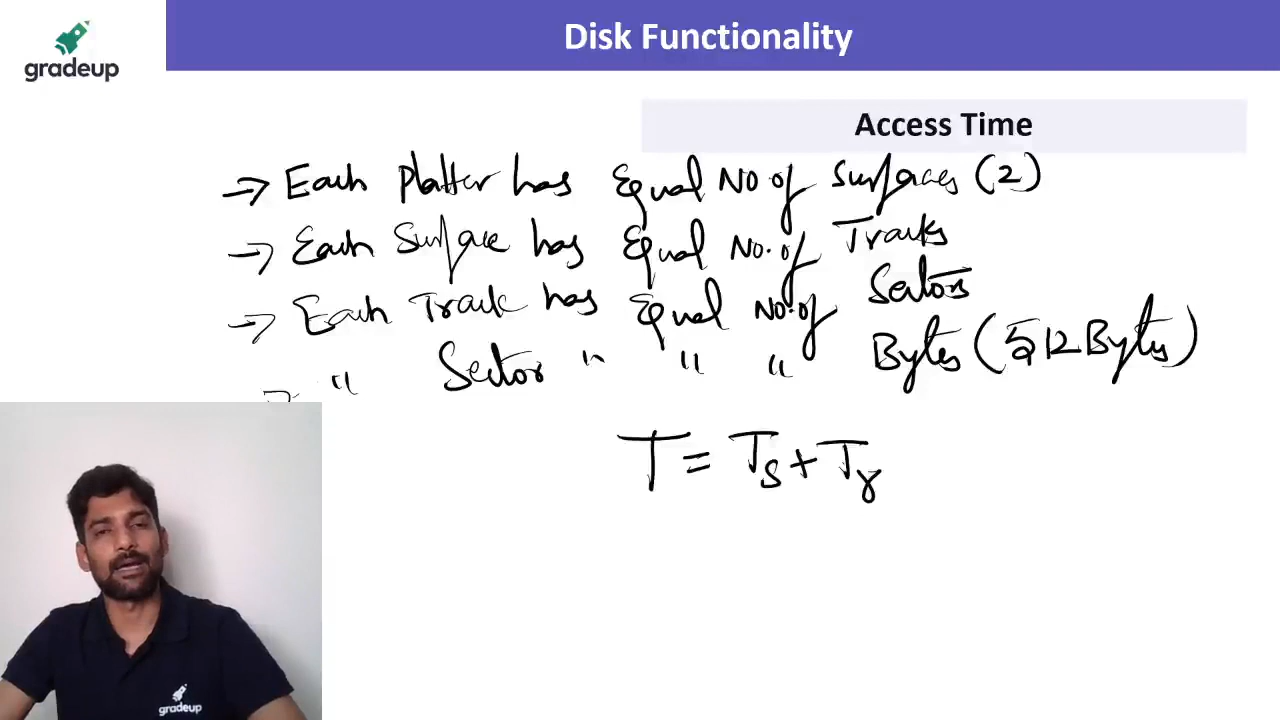 gradeup
Disk Functionality
Access Time
→ Each Platter has Equal No of Surfaces (2)
→ Each Surface has Equal No. of Tracks
→ Each Track has Equal No. of Sectors
→ " Sector " " " Bytes (512 Bytes)
T = Ts + Tr
gradeup